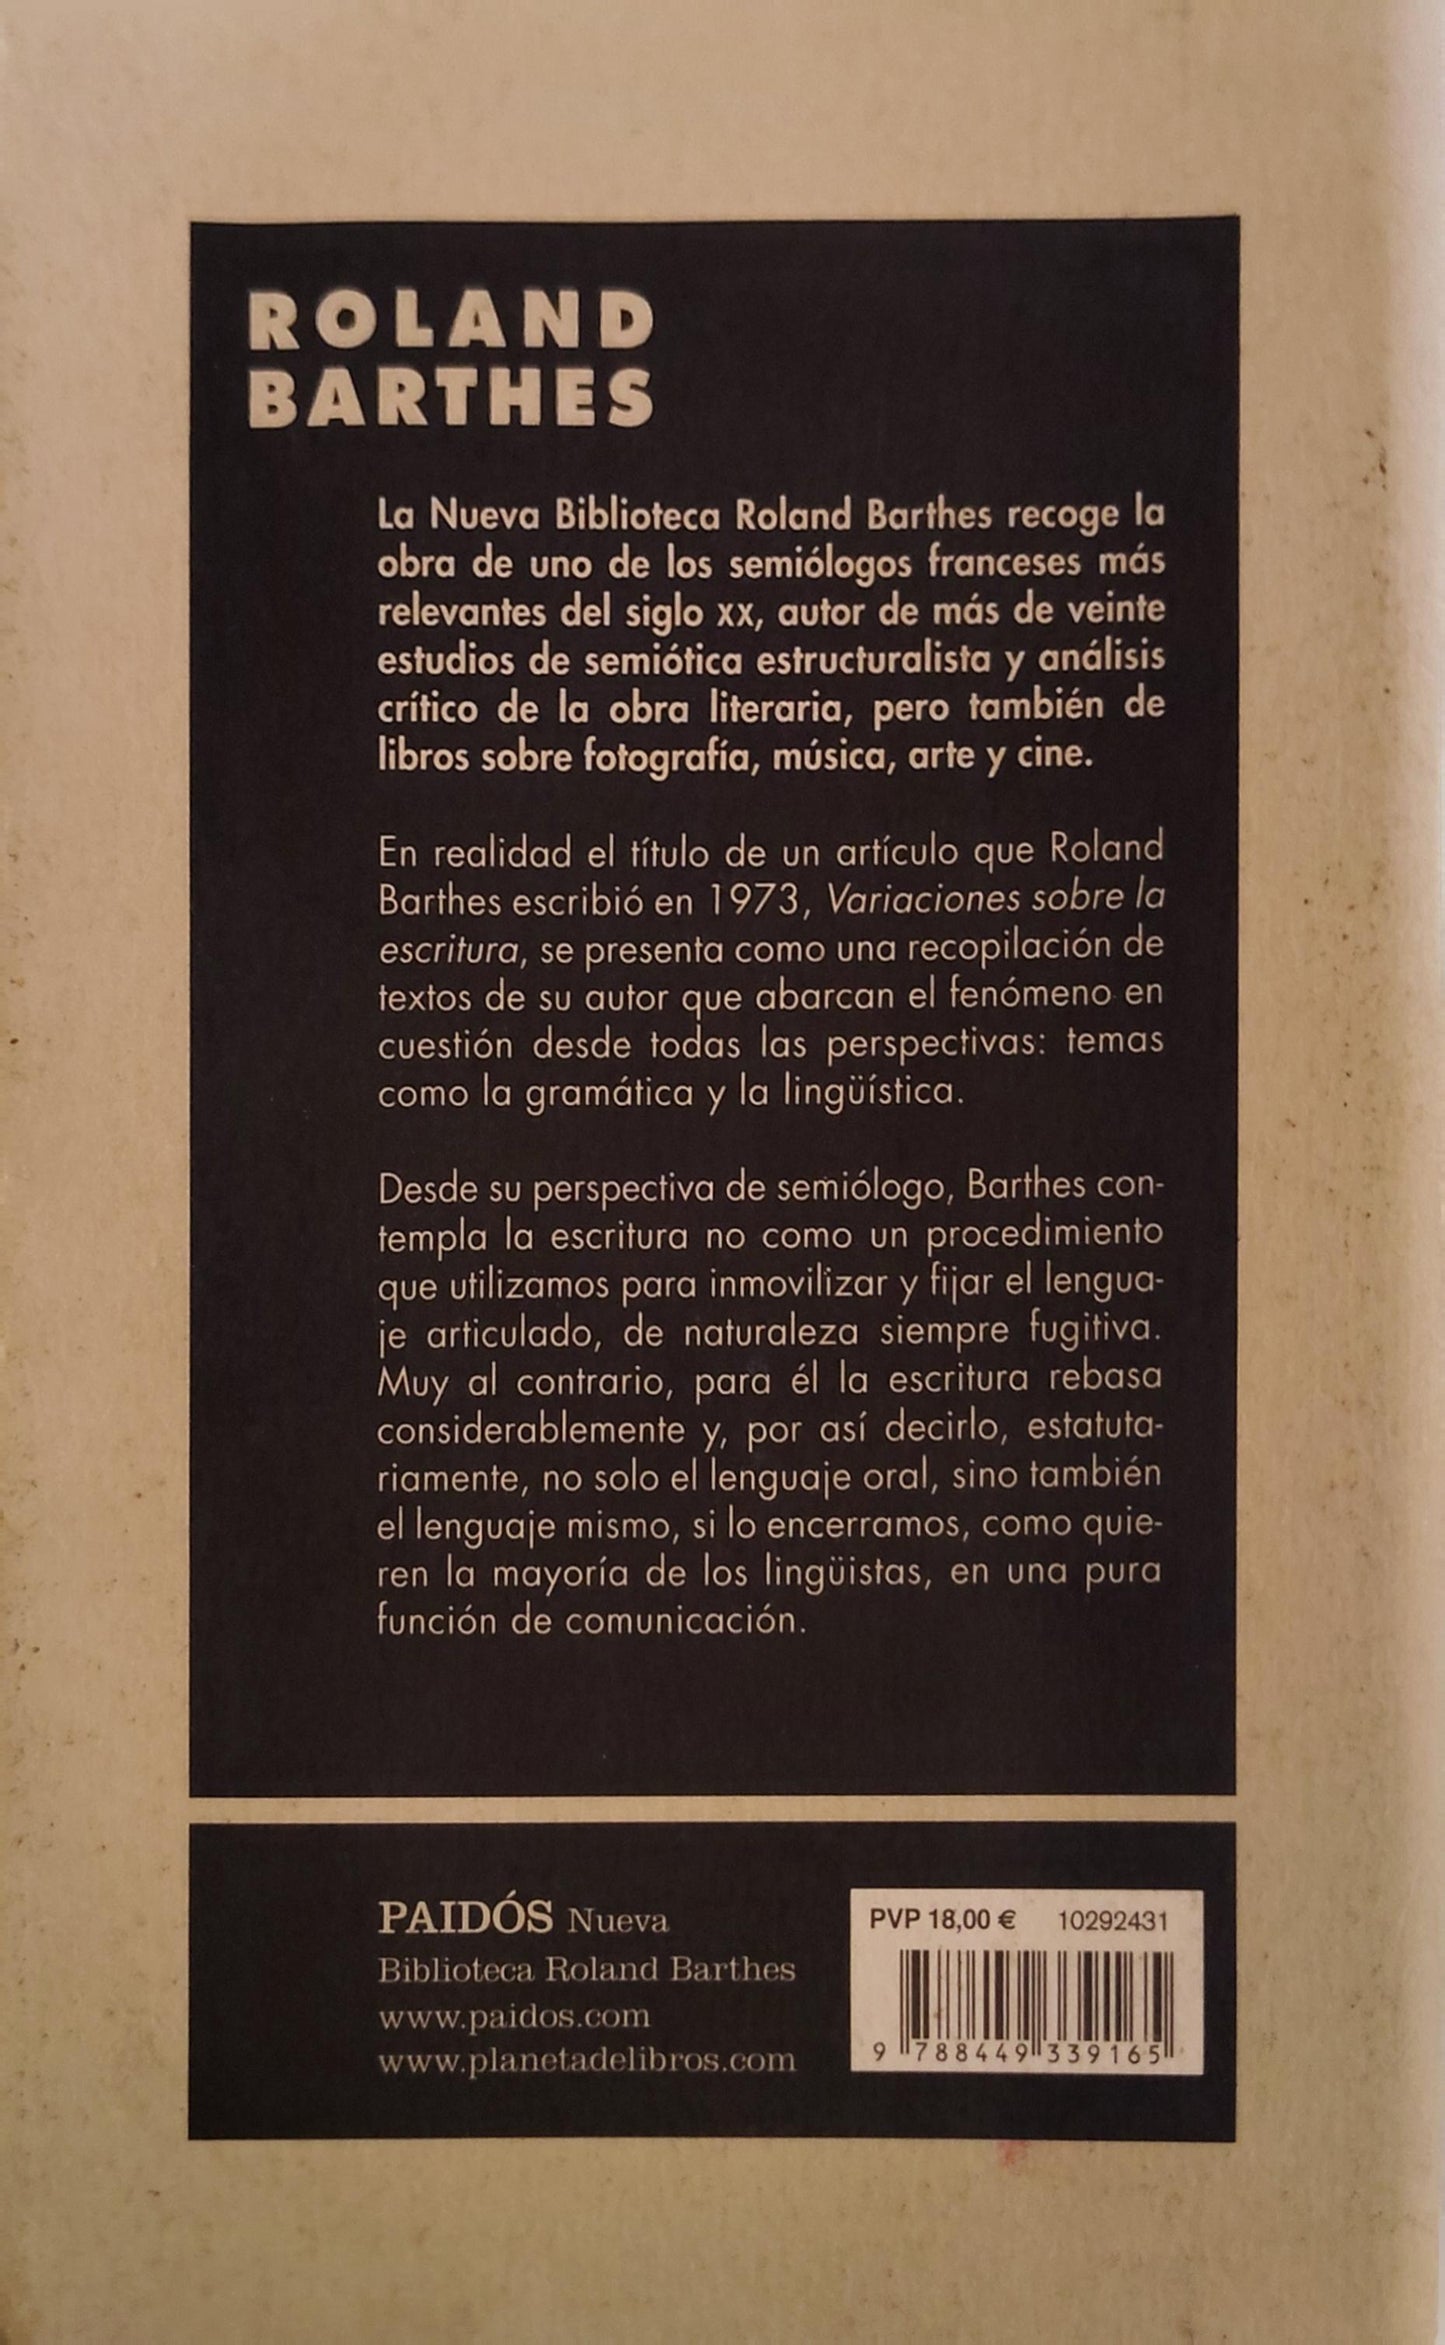 ROLAND
BARTHES
La Nueva Biblioteca Roland Barthes recoge la
obra de uno de los semiólogos franceses más
relevantes del siglo XX, autor de más de veinte
estudios de semiótica estructuralista y análisis
crítico de la obra literaria, pero también de
libros sobre fotografía, música, arte y cine.
En realidad el título de un artículo que Roland
Barthes escribió en 1973, Variaciones sobre la
escritura, se presenta como una recopilación de
textos de su autor que abarcan el fenómeno en
cuestión desde todas las perspectivas: temas
como la gramática y la lingüística.
Desde su perspectiva de semiólogo, Barthes con-
templa la escritura no como un procedimiento
que utilizamos para inmovilizar y fijar el lengua-
je articulado, de naturaleza siempre fugitiva.
Muy al contrario, para él la escritura rebasa
considerablemente y, por así decirlo, estatuta-
riamente, no solo el lenguaje oral, sino también
el lenguaje mismo, si lo encerramos, como quie-
ren la mayoría de los lingüistas, en una pura
función de comunicación.
PAIDÓS Nueva
Biblioteca Roland Barthes
www.paidos.com
www.planetadelibros.com
PVP 18,00 € 10292431
9 788449 339165